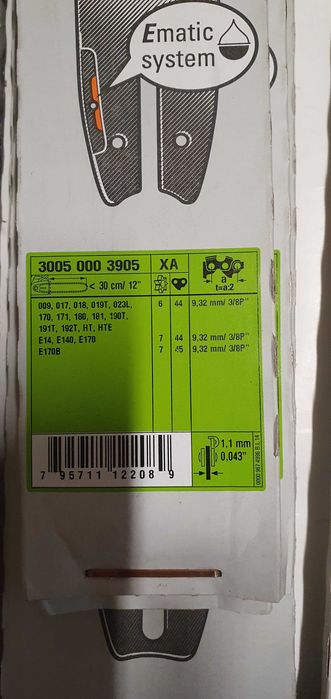 Ematic
system
3005 000 3905 XA
< 30 cm/ 12"
a
t=a:2
009, 017, 018, 019T, 023L, 6 44 9,32 mm/ 3/8P"
170, 171, 180, 181, 190T,
191T, 192T, HT, HTE
E14, E140, E170 7 44 9,32 mm/ 3/8P"
E170B 7 45 9,32 mm/ 3/8P"
1,1 mm
0,043"
7 95711 12208 9